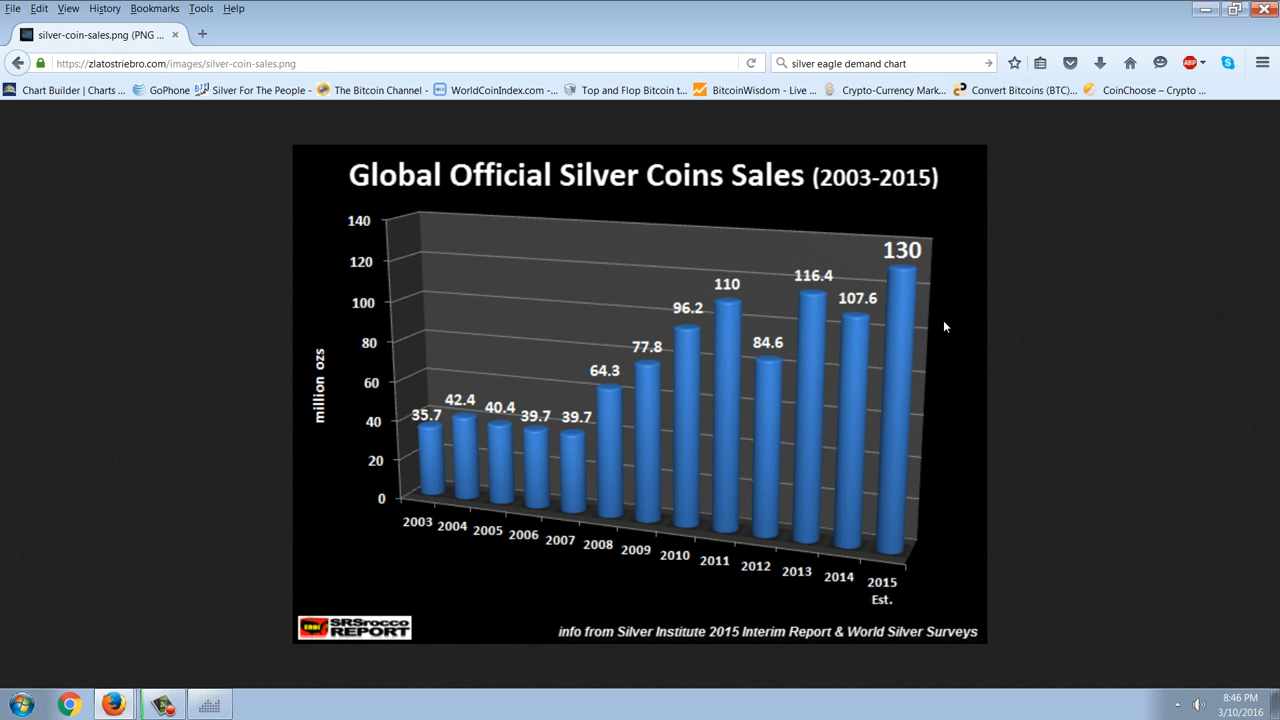 File Edit View History Bookmarks Tools Help
silver-coin-sales.png (PNG ...
https://zlatostriebro.com/images/silver-coin-sales.png
silver eagle demand chart
ABP
Chart Builder | Charts ...
GoPhone
Silver For The People -
The Bitcoin Channel -
WorldCoinIndex.com -...
Top and Flop Bitcoin t...
BitcoinWisdom - Live ...
Crypto-Currency Mark...
Convert Bitcoins (BTC)...
CoinChoose – Crypto ...
Global Official Silver Coins Sales (2003-2015)
million ozs
140
120
100
80
60
40
20
0
35.7
42.4
40.4
39.7
39.7
64.3
77.8
96.2
110
84.6
116.4
107.6
130
2003
2004
2005
2006
2007
2008
2009
2010
2011
2012
2013
2014
2015
Est.
EROI
SRSrocco
REPORT
info from Silver Institute 2015 Interim Report & World Silver Surveys
8:46 PM
3/10/2016